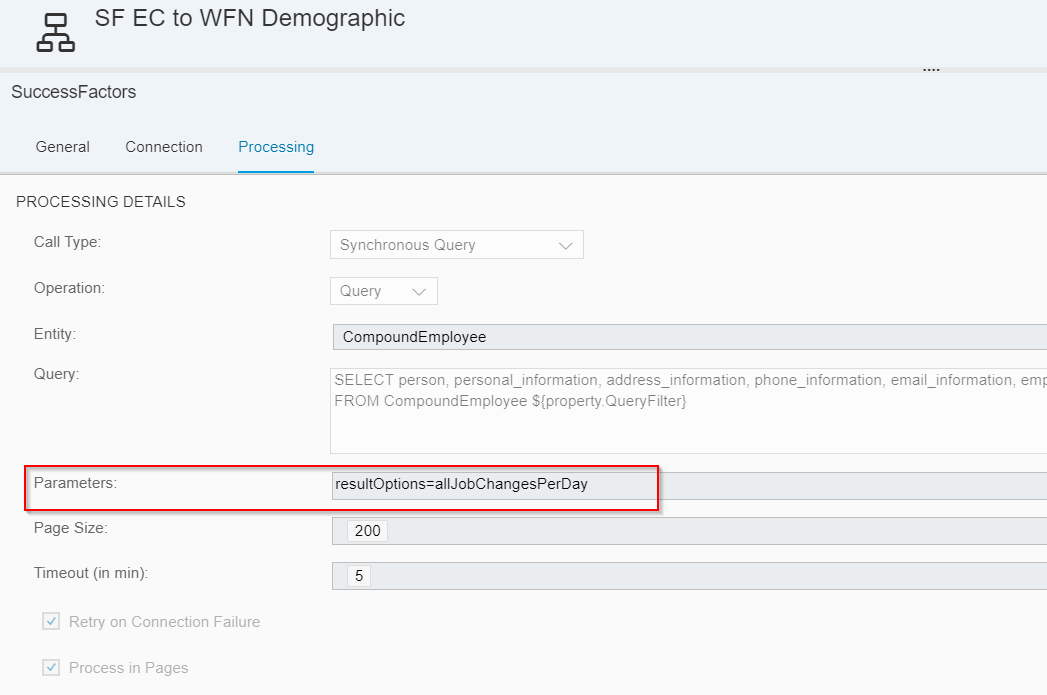 SF EC to WFN Demographic
....
SuccessFactors
General Connection Processing
PROCESSING DETAILS
Call Type: Synchronous Query
Operation: Query
Entity: CompoundEmployee
Query: SELECT person, personal_information, address_information, phone_information, email_information, emp
FROM CompoundEmployee ${property.QueryFilter}
Parameters: resultOptions=allJobChangesPerDay
Page Size: 200
Timeout (in min): 5
Retry on Connection Failure
Process in Pages